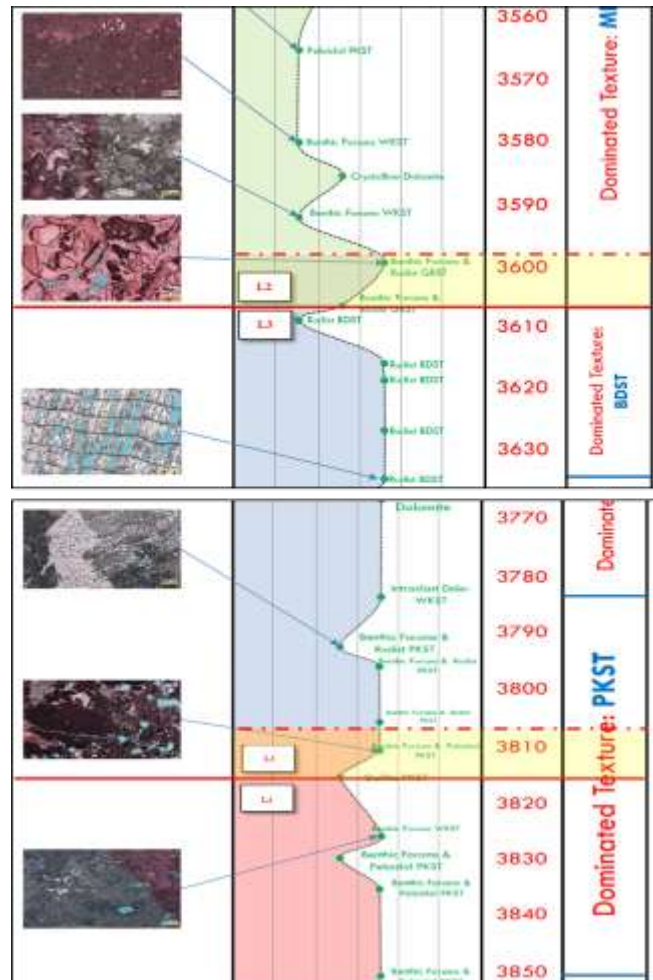 3560
Dominated Texture: M
Peloidal PKST
3570
3580
Benthic Forams WKST
Crystalline Dolomite
3590
Benthic Forams WKST
3600
Benthic Forams &
Rudist GRST
L2
Benthic Forams &
L3
Rudist BDST
3610
Dominated Texture:
BDST
Rudist BDST
3620
Rudist BDST
Rudist BDST
3630
Rudist BDST
3770
Dolomite
Dominate
3780
WKST
3790
Benthic Forams &
Rudist PKST
Dominated Texture: PKST
3800
3810
3820
Benthic Forams WKST
3830
Benthic Forams &
Peloidal PKST
Benthic Forams &
Peloidal PKST
3840
3850
Benthic Forams &